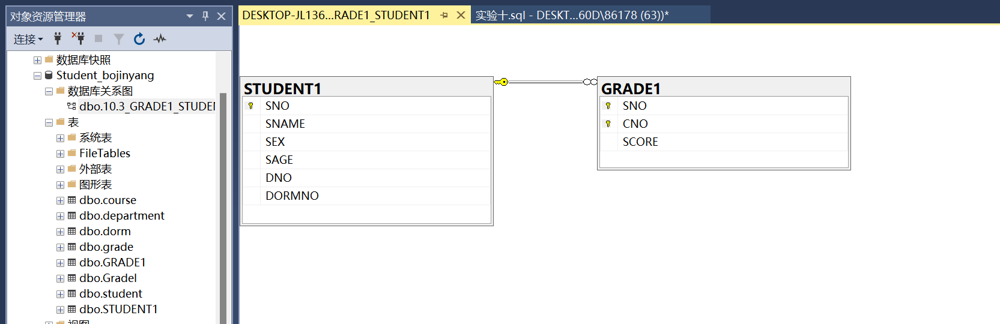 对象资源管理器
连接
数据库快照
Student_bojinyang
数据库关系图
dbo.10.3_GRADE1_STUDEI
表
系统表
FileTables
外部表
图形表
dbo.course
dbo.department
dbo.dorm
dbo.grade
dbo.GRADE1
dbo.Gradel
dbo.student
dbo.STUDENT1
视图
DESKTOP-JL136...RADE1_STUDENT1
实验十.sql - DESKT...60D\86178 (63))*
STUDENT1
SNO
SNAME
SEX
SAGE
DNO
DORMNO
GRADE1
SNO
CNO
SCORE